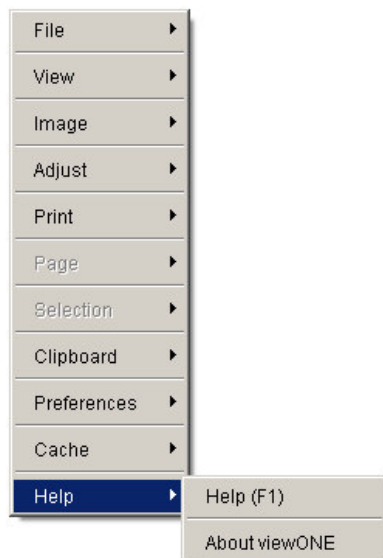 File
View
Image
Adjust
Print
Page
Selection
Clipboard
Preferences
Cache
Help
Help (F1)
About viewONE